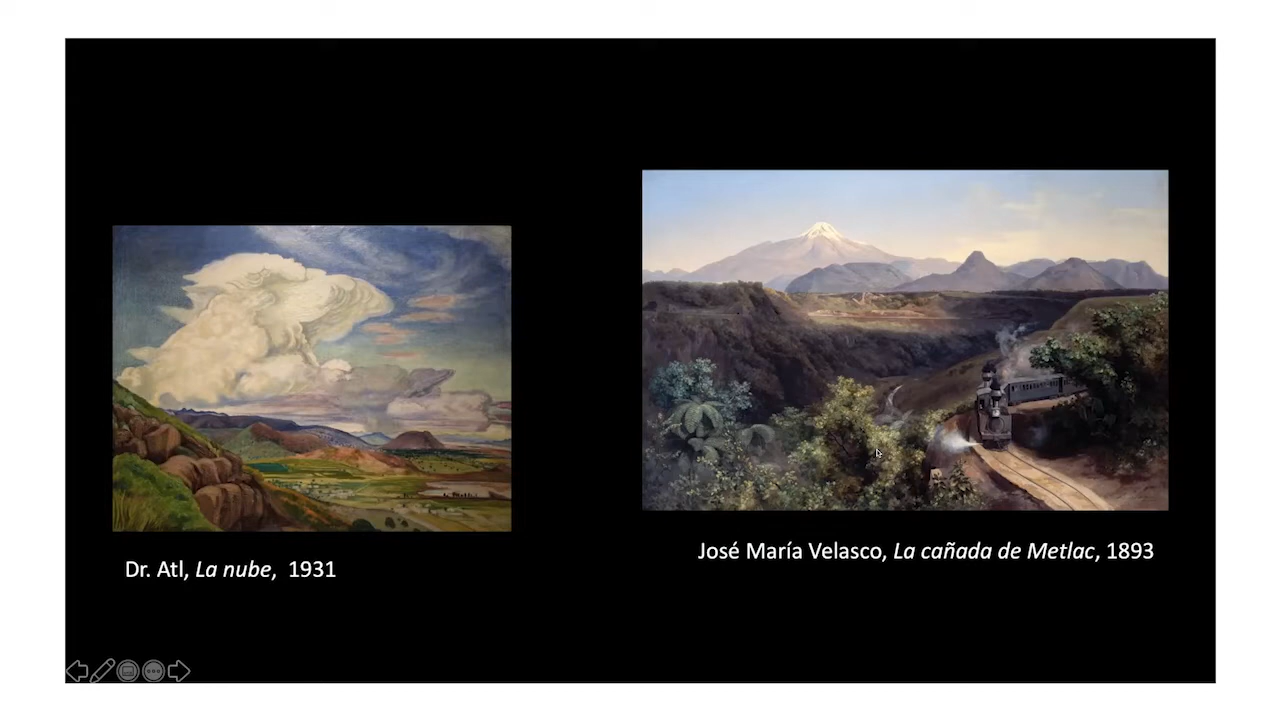 Dr. Atl, La nube,  1931
José María Velasco, La cañada de Metlac, 1893